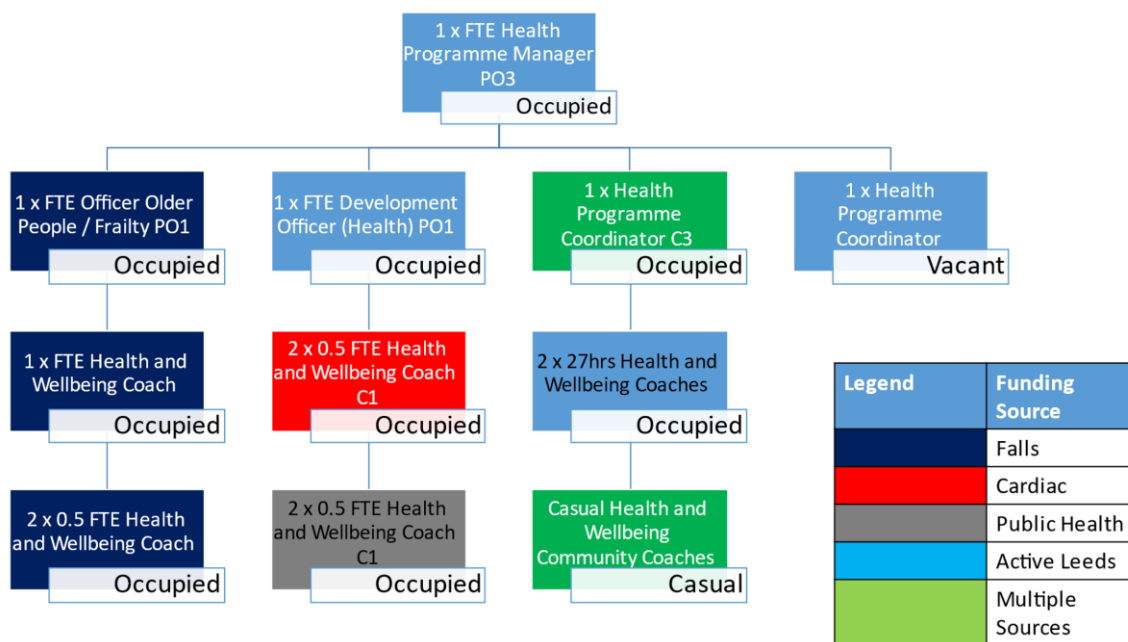 1 x FTE Health
Programme Manager
PO3
Occupied
1 x FTE Officer Older
People / Frailty PO1
Occupied
1 x FTE Development
Officer (Health) PO1
Occupied
1 x Health
Programme
Coordinator C3
Occupied
1 x Health
Programme
Coordinator
Vacant
1 x FTE Health and
Wellbeing Coach
Occupied
2 x 0.5 FTE Health
and Wellbeing Coach
C1
Occupied
2 x 27hrs Health and
Wellbeing Coaches
Occupied
2 x 0.5 FTE Health
and Wellbeing Coach
Occupied
2 x 0.5 FTE Health
and Wellbeing Coach
C1
Occupied
Casual Health and
Wellbeing
Community Coaches
Casual
Legend
Funding
Source
Falls
Cardiac
Public Health
Active Leeds
Multiple
Sources